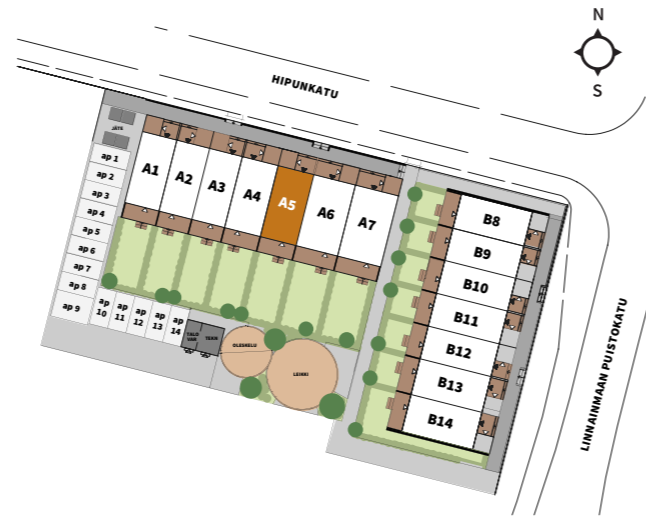 N
S
HIPUNKATU
LINNAINMAAN PUISTOKATU
JÄTE
ap 1
ap 2
ap 3
ap 4
ap 5
ap 6
ap 7
ap 8
ap 9
ap
10
ap
11
ap
12
ap
13
ap
14
A1
A2
A3
A4
A5
A6
A7
B8
B9
B10
B11
B12
B13
B14
TALO
VAR
TEKN
OLESKELU
LEIKKI